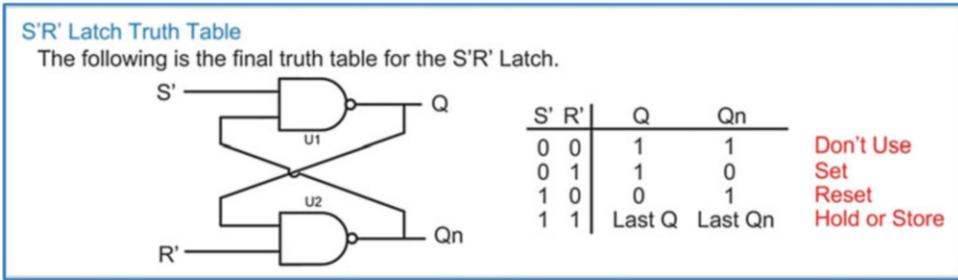 S'R' Latch Truth Table
The following is the final truth table for the S'R' Latch.
S'
Q
U1
U2
Qn
R'
S' R' Q Qn
0 0 1 1 Don't Use
0 1 1 0 Set
1 0 0 1 Reset
1 1 Last Q Last Qn Hold or Store